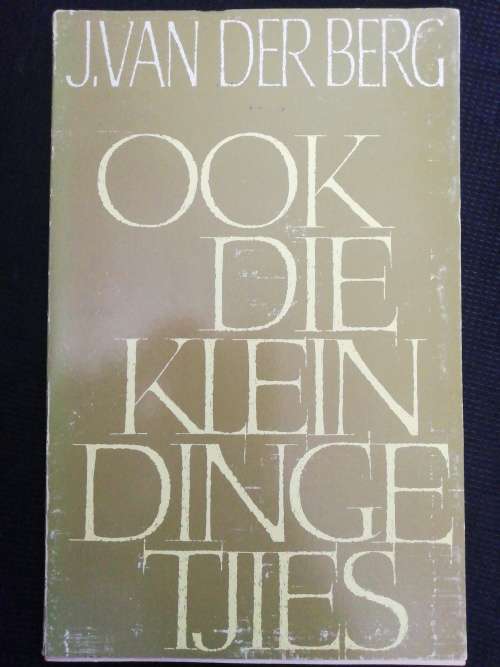 J. VAN DER BERG
OOK
DIE
KLEIN
DINGE
TJIES